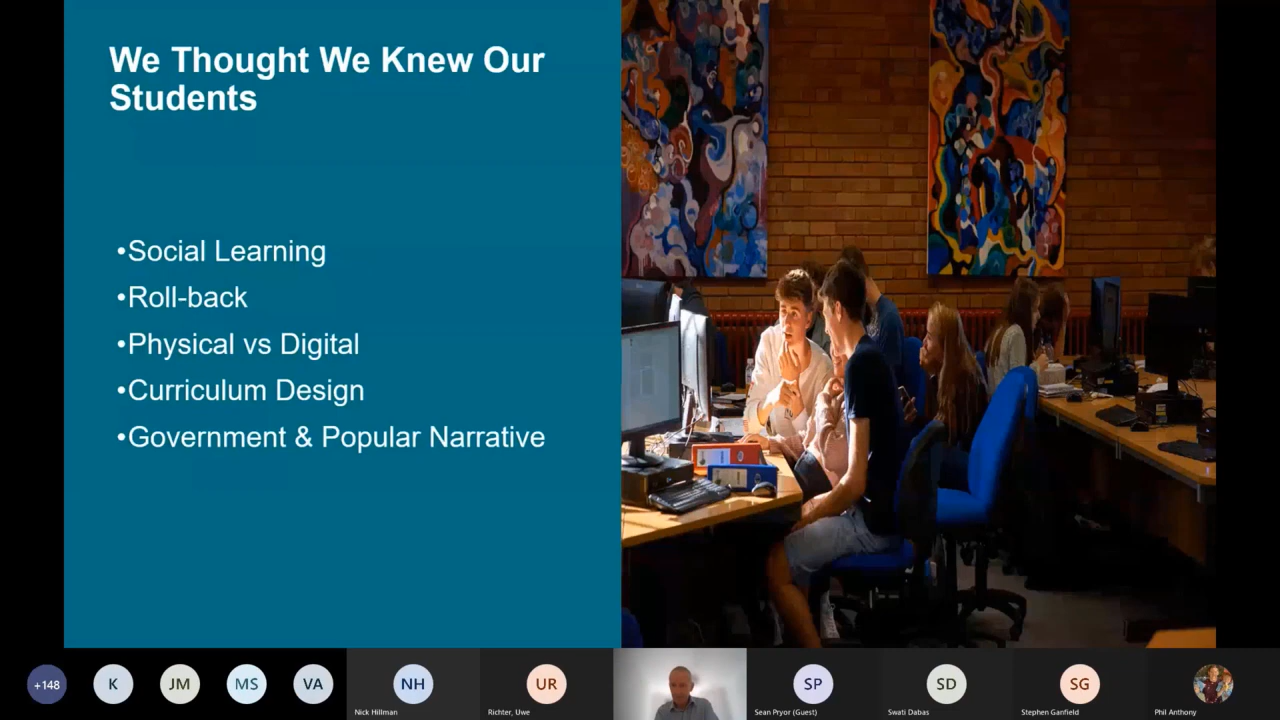 We Thought We Knew Our
Students
•Social Learning
•Roll-back
•Physical vs Digital
•Curriculum Design
•Government & Popular Narrative
+148
K
JM
MS
VA
NH
Nick Hillman
UR
Richter, Uwe
SP
Sean Pryor (Guest)
SD
Swati Dabas
SG
Stephen Ganfield
Phil Anthony